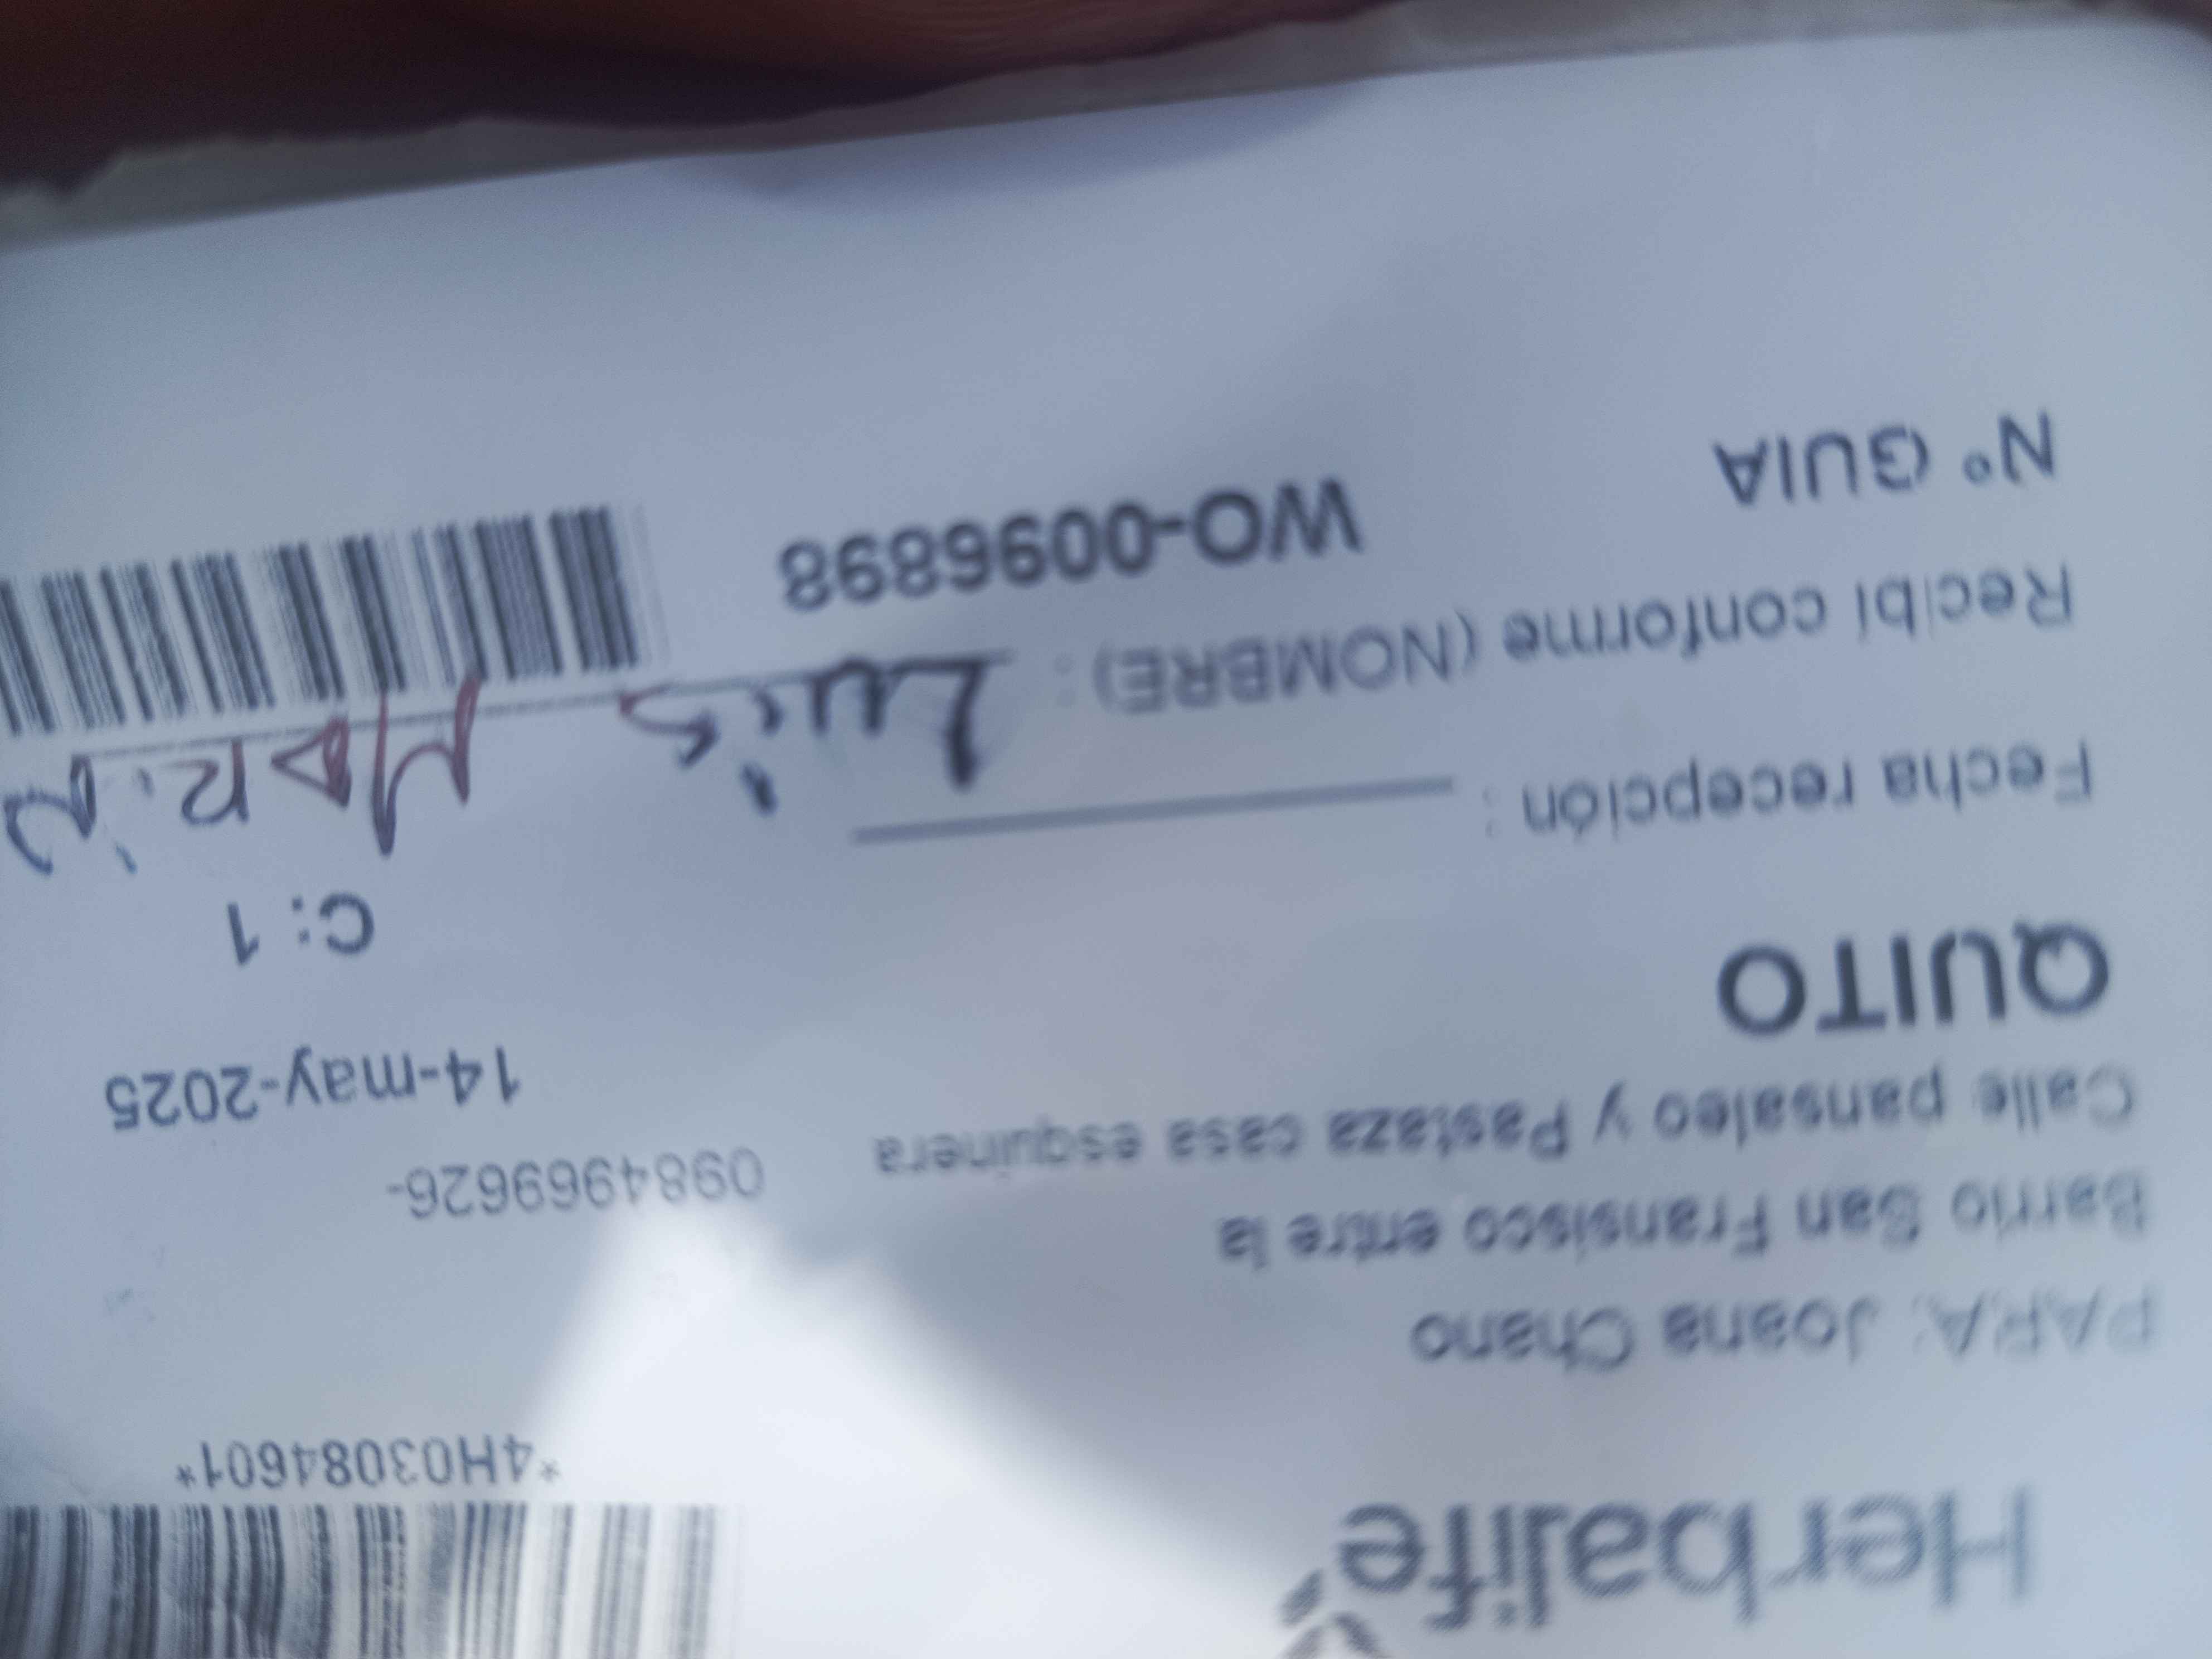 Herbalife
*4H03084601*
PARA: Joana Chano
Barrio San Fransisco entre la
Calle pansaleo y Pastaza casa esquinera
0984969626-
14-may-2025
QUITO
C: 1
Fecha recepción :
Recibí conforme (NOMBRE) : Luis MARiN
Nº GUIA WO-0096898